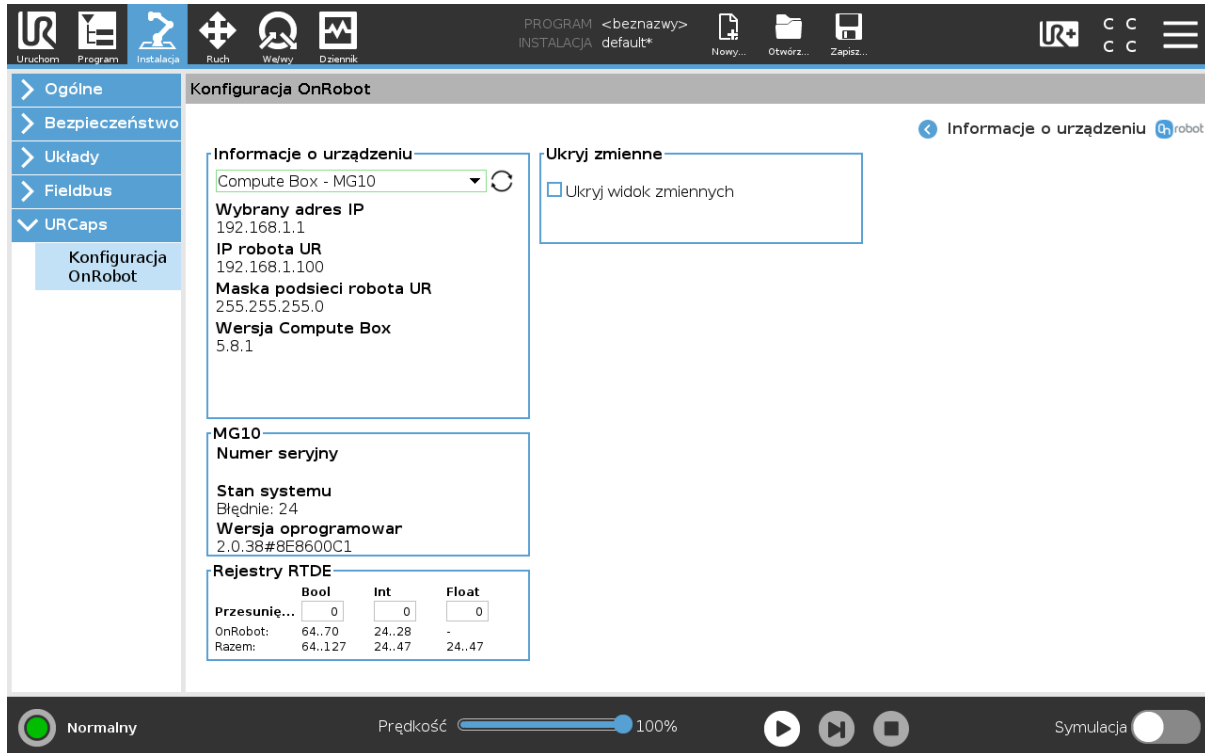 PROGRAM <beznazwy>
INSTALACJA default*
Uruchom Program Instalacja Ruch We/wy Dziennik Nowy... Otwórz... Zapisz...
UR+
C C
C C
Ogólne
Bezpieczeństwo
Układy
Fieldbus
URCaps
Konfiguracja
OnRobot
Konfiguracja OnRobot
Informacje o urządzeniu
OnRobot
Informacje o urządzeniu
Compute Box - MG10
Wybrany adres IP
192.168.1.1
IP robota UR
192.168.1.100
Maska podsieci robota UR
255.255.255.0
Wersja Compute Box
5.8.1
Ukryj zmienne
Ukryj widok zmiennych
MG10
Numer seryjny
Stan systemu
Błędnie: 24
Wersja oprogramowar
2.0.38#8E8600C1
Rejestry RTDE
Bool Int Float
Przesunię... 0 0 0
OnRobot: 64..70 24..28 -
Razem: 64..127 24..47 24..47
Normalny Prędkość 100% Symulacja